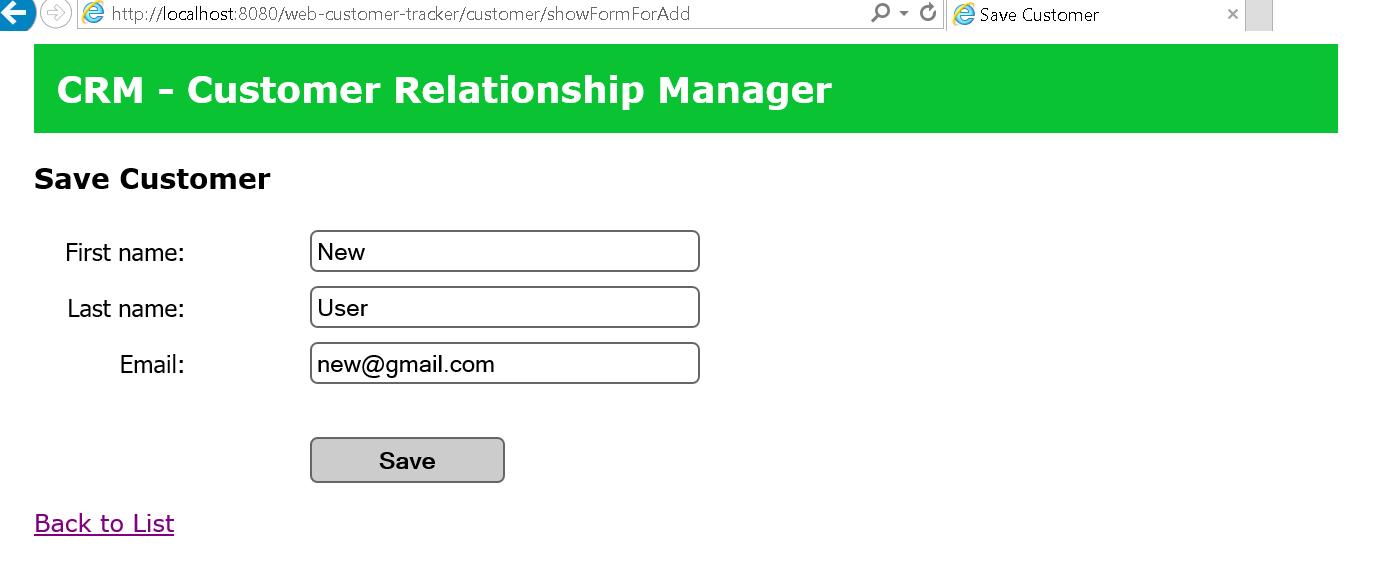 http://localhost:8080/web-customer-tracker/customer/showFormForAdd
Save Customer
CRM - Customer Relationship Manager
Save Customer
First name: New
Last name: User
Email: new@gmail.com
Save
Back to List